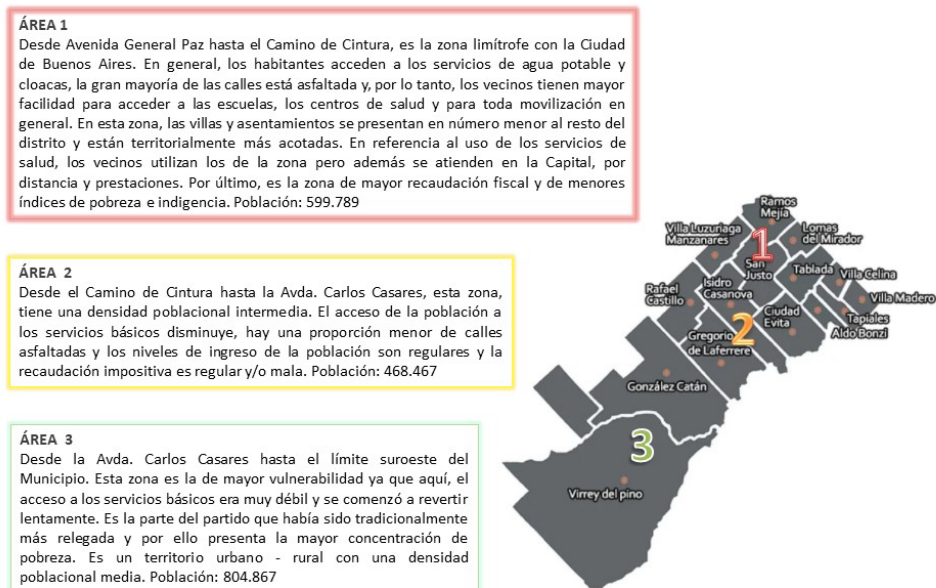 ÁREA 1
Desde Avenida General Paz hasta el Camino de Cintura, es la zona limítrofe con la Ciudad
de Buenos Aires. En general, los habitantes acceden a los servicios de agua potable y
cloacas, la gran mayoría de las calles está asfaltada y, por lo tanto, los vecinos tienen mayor
facilidad para acceder a las escuelas, los centros de salud y para toda movilización en
general. En esta zona, las villas y asentamientos se presentan en número menor al resto del
distrito y están territorialmente más acotadas. En referencia al uso de los servicios de
salud, los vecinos utilizan los de la zona pero además se atienden en la Capital, por
distancia y prestaciones. Por último, es la zona de mayor recaudación fiscal y de menores
índices de pobreza e indigencia. Población: 599.789
ÁREA 2
Desde el Camino de Cintura hasta la Avda. Carlos Casares, esta zona,
tiene una densidad poblacional intermedia. El acceso de la población a
los servicios básicos disminuye, hay una proporción menor de calles
asfaltadas y los niveles de ingreso de la población son regulares y la
recaudación impositiva es regular y/o mala. Población: 468.467
ÁREA 3
Desde la Avda. Carlos Casares hasta el límite suroeste del
Municipio. Esta zona es la de mayor vulnerabilidad ya que aquí, el
acceso a los servicios básicos era muy débil y se comenzó a revertir
lentamente. Es la parte del partido que había sido tradicionalmente
más relegada y por ello presenta la mayor concentración de
pobreza. Es un territorio urbano - rural con una densidad
poblacional media. Población: 804.867
Ramos
Mejía
Villa Luzuriaga
Manzanares
1
Lomas
del Mirador
San
Justo
Tablada
Villa Celina
Isidro
Casanova
Rafael
Castillo
Villa Madero
Ciudad
Evita
Tapiales
Aldo Bonzi
2
Gregorio
de Laferrere
González Catán
3
Virrey del pino